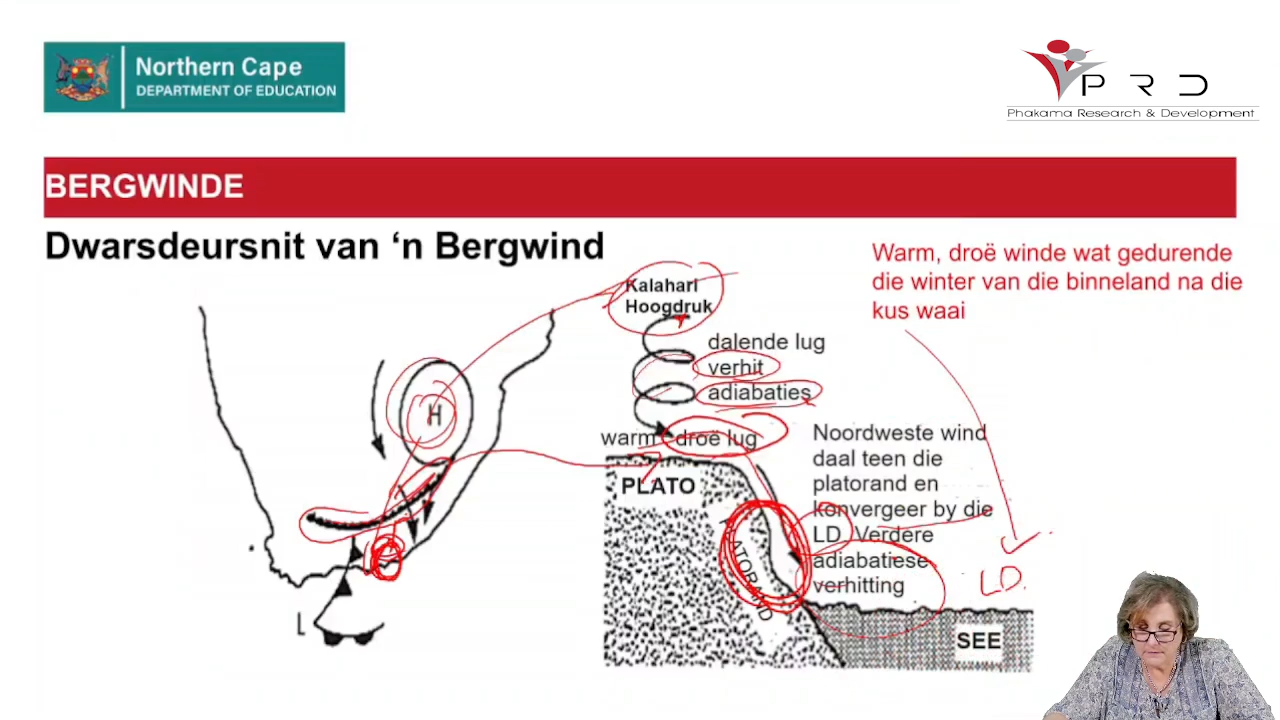 Northern Cape
DEPARTMENT OF EDUCATION
P R D
Phakama Research & Development
BERGWINDE
Dwarsdeursnit van ‘n Bergwind
Warm, droë winde wat gedurende
die winter van die binneland na die
kus waai
Kalahari
Hoogdruk
dalende lug
verhit
adiabaties
warm droë lug
H
L
PLATO
PLATORAND
Noordweste wind
daal teen die
platorand en
konvergeer by die
LD. Verdere
adiabatiese
verhitting
LD.
SEE